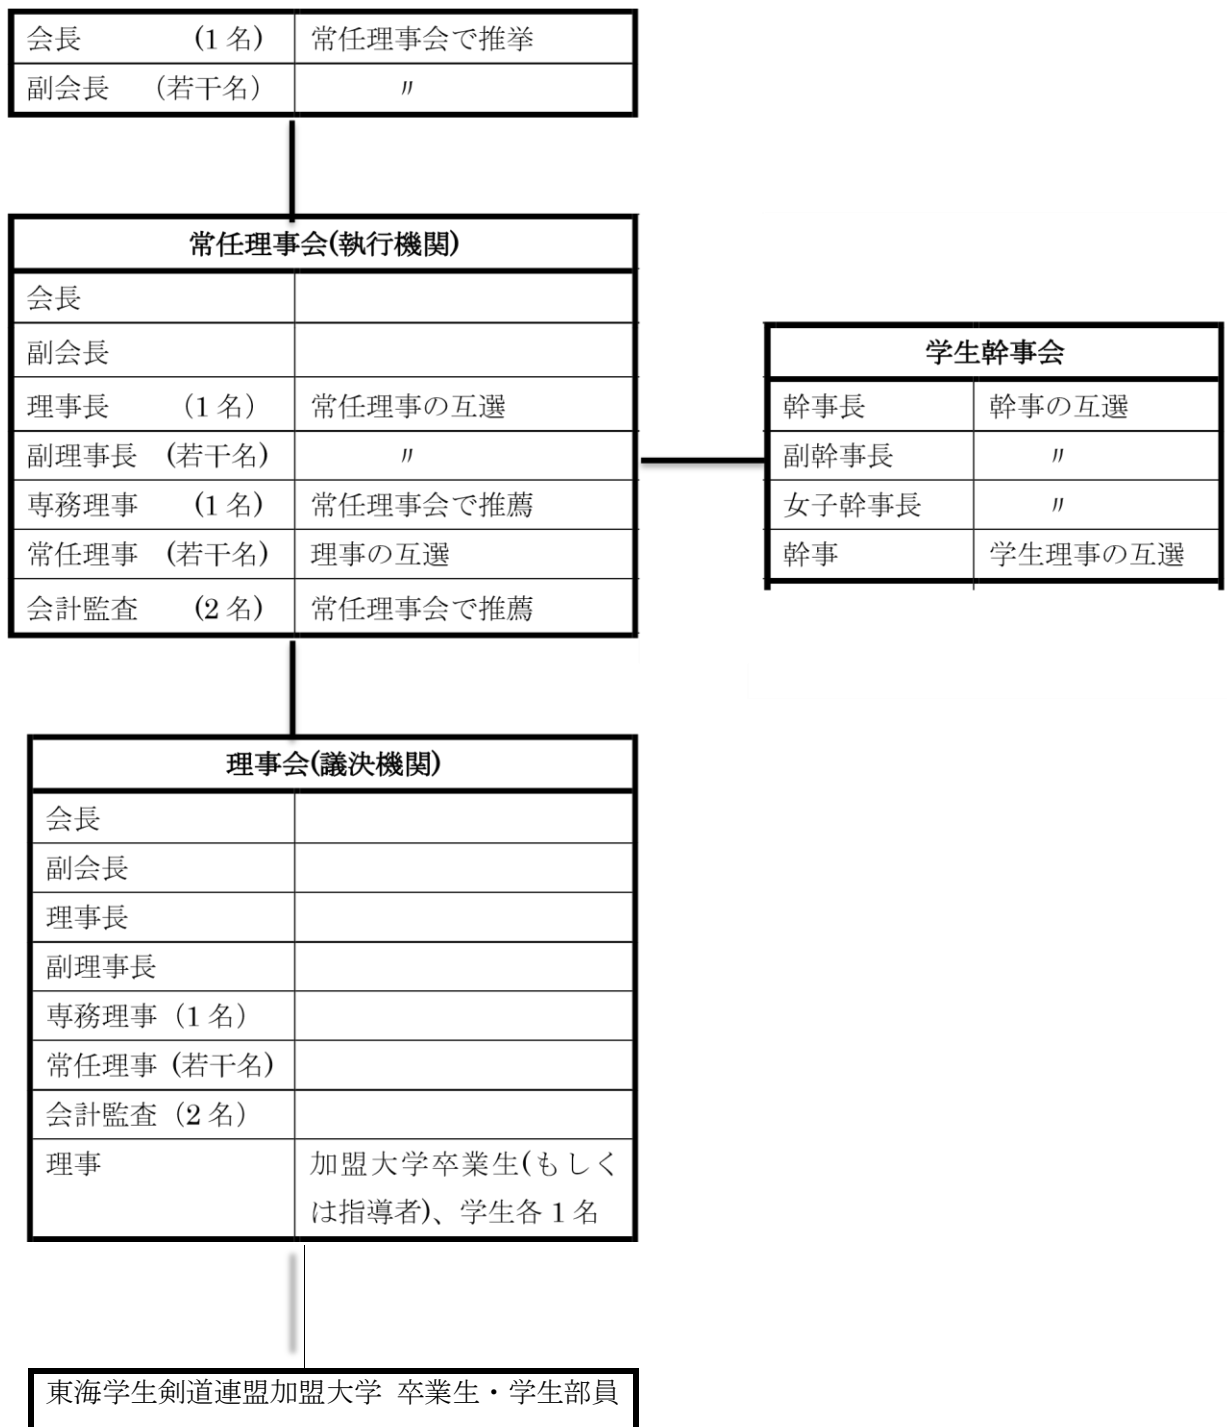 会長 (1 名) 常任理事会で推挙
副会長 (若干名) 〃
常任理事会(執行機関)
会長
副会長
理事長 (1 名) 常任理事の互選
副理事長 (若干名) 〃
専務理事 (1 名) 常任理事会で推薦
常任理事 (若干名) 理事の互選
会計監査 (2 名) 常任理事会で推薦
学生幹事会
幹事長 幹事の互選
副幹事長 〃
女子幹事長 〃
幹事 学生理事の互選
理事会(議決機関)
会長
副会長
理事長
副理事長
専務理事 (1 名)
常任理事 (若干名)
会計監査 (2 名)
理事 加盟大学卒業生(もしく
は指導者)、学生各 1 名
東海学生剣道連盟加盟大学 卒業生・学生部員